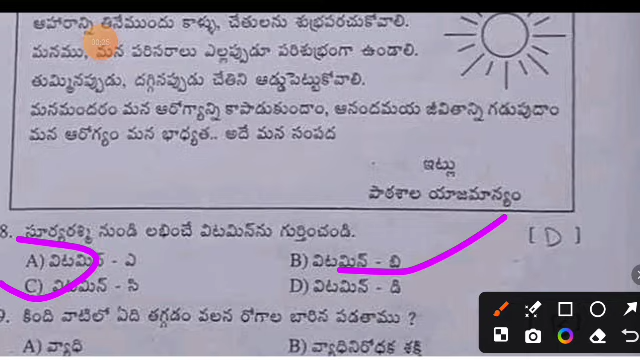 ఆహారాన్ని తినేముందు కాళ్ళు, చేతులను శుభ్రపరచుకోవాలి.
మనము, మన పరిసరాలు ఎల్లప్పుడూ పరిశుభ్రంగా ఉండాలి.
తుమ్మినప్పుడు, దగ్గినప్పుడు చేతిని అడ్డుపెట్టుకోవాలి.
మనమందరం మన ఆరోగ్యాన్ని కాపాడుకుందాం, ఆనందమయ జీవితాన్ని గడుపుదాం
మన ఆరోగ్యం మన భాధ్యత.. అదే మన సంపద
ఇట్లు
పాఠశాల యాజమాన్యం
8. సూర్యరశ్మి నుండి లభించే విటమిన్‌ను గుర్తించండి. [ D ]
A) విటమిన్ - ఎ B) విటమిన్ - బి
C) విటమిన్ - సి D) విటమిన్ - డి
9. కింది వాటిలో ఏది తగ్గడం వలన రోగాల బారిన పడతాము ?
A) వ్యాధి B) వ్యాధినిరోధక శక్తి